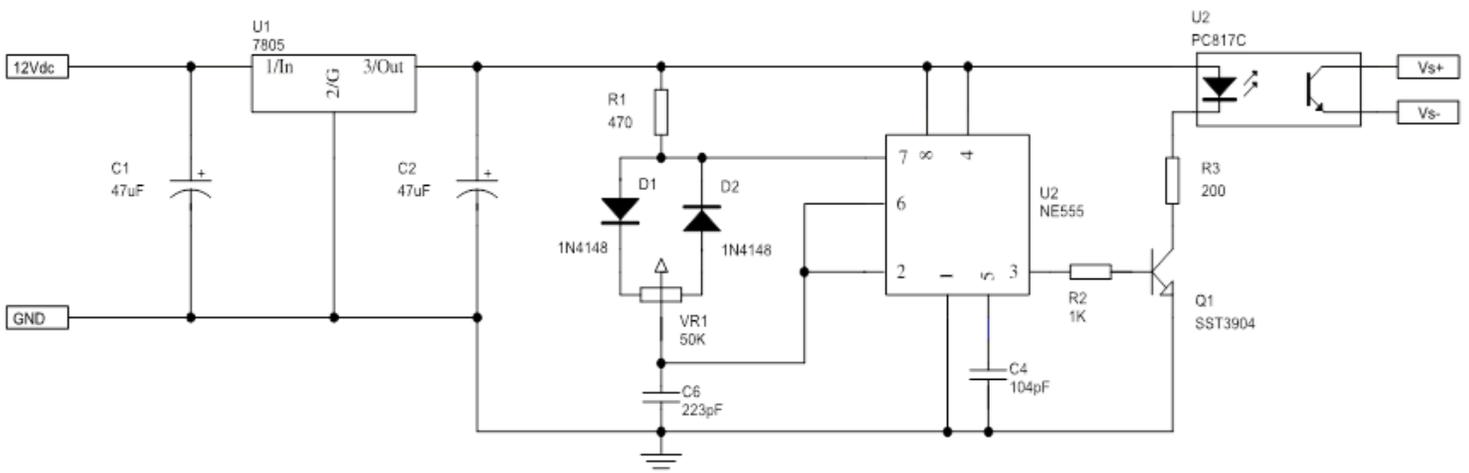 U1
7805
12Vdc
1/In
2/G
3/Out
C1
47uF
C2
47uF
GND
R1
470
D1
1N4148
D2
1N4148
VR1
50K
C6
223pF
7
8
4
6
2
1
5
3
U2
NE555
C4
104pF
R2
1K
Q1
SST3904
R3
200
U2
PC817C
Vs+
Vs-